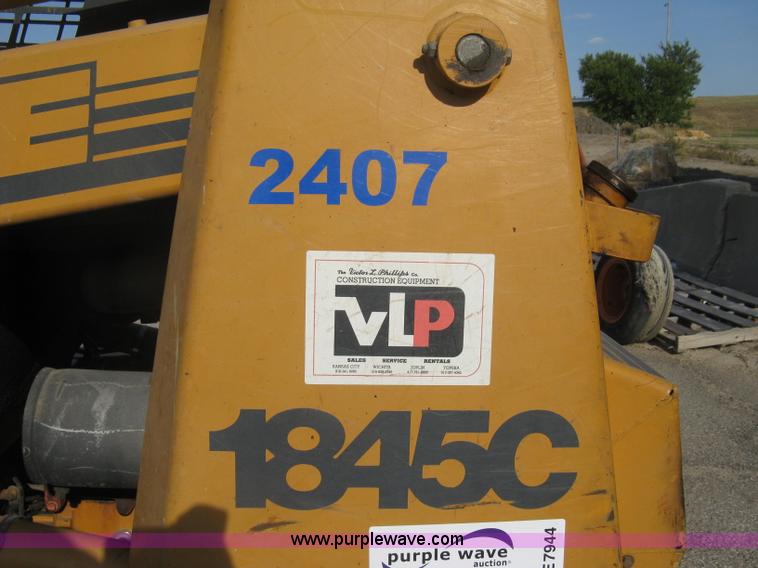 2407
The Victor L. Phillips Co.
CONSTRUCTION EQUIPMENT
VLP
SALES SERVICE RENTALS
KANSAS CITY WICHITA JOPLIN TOPEKA
1845C
www.purplewave.com
purple wave
auction
E7944